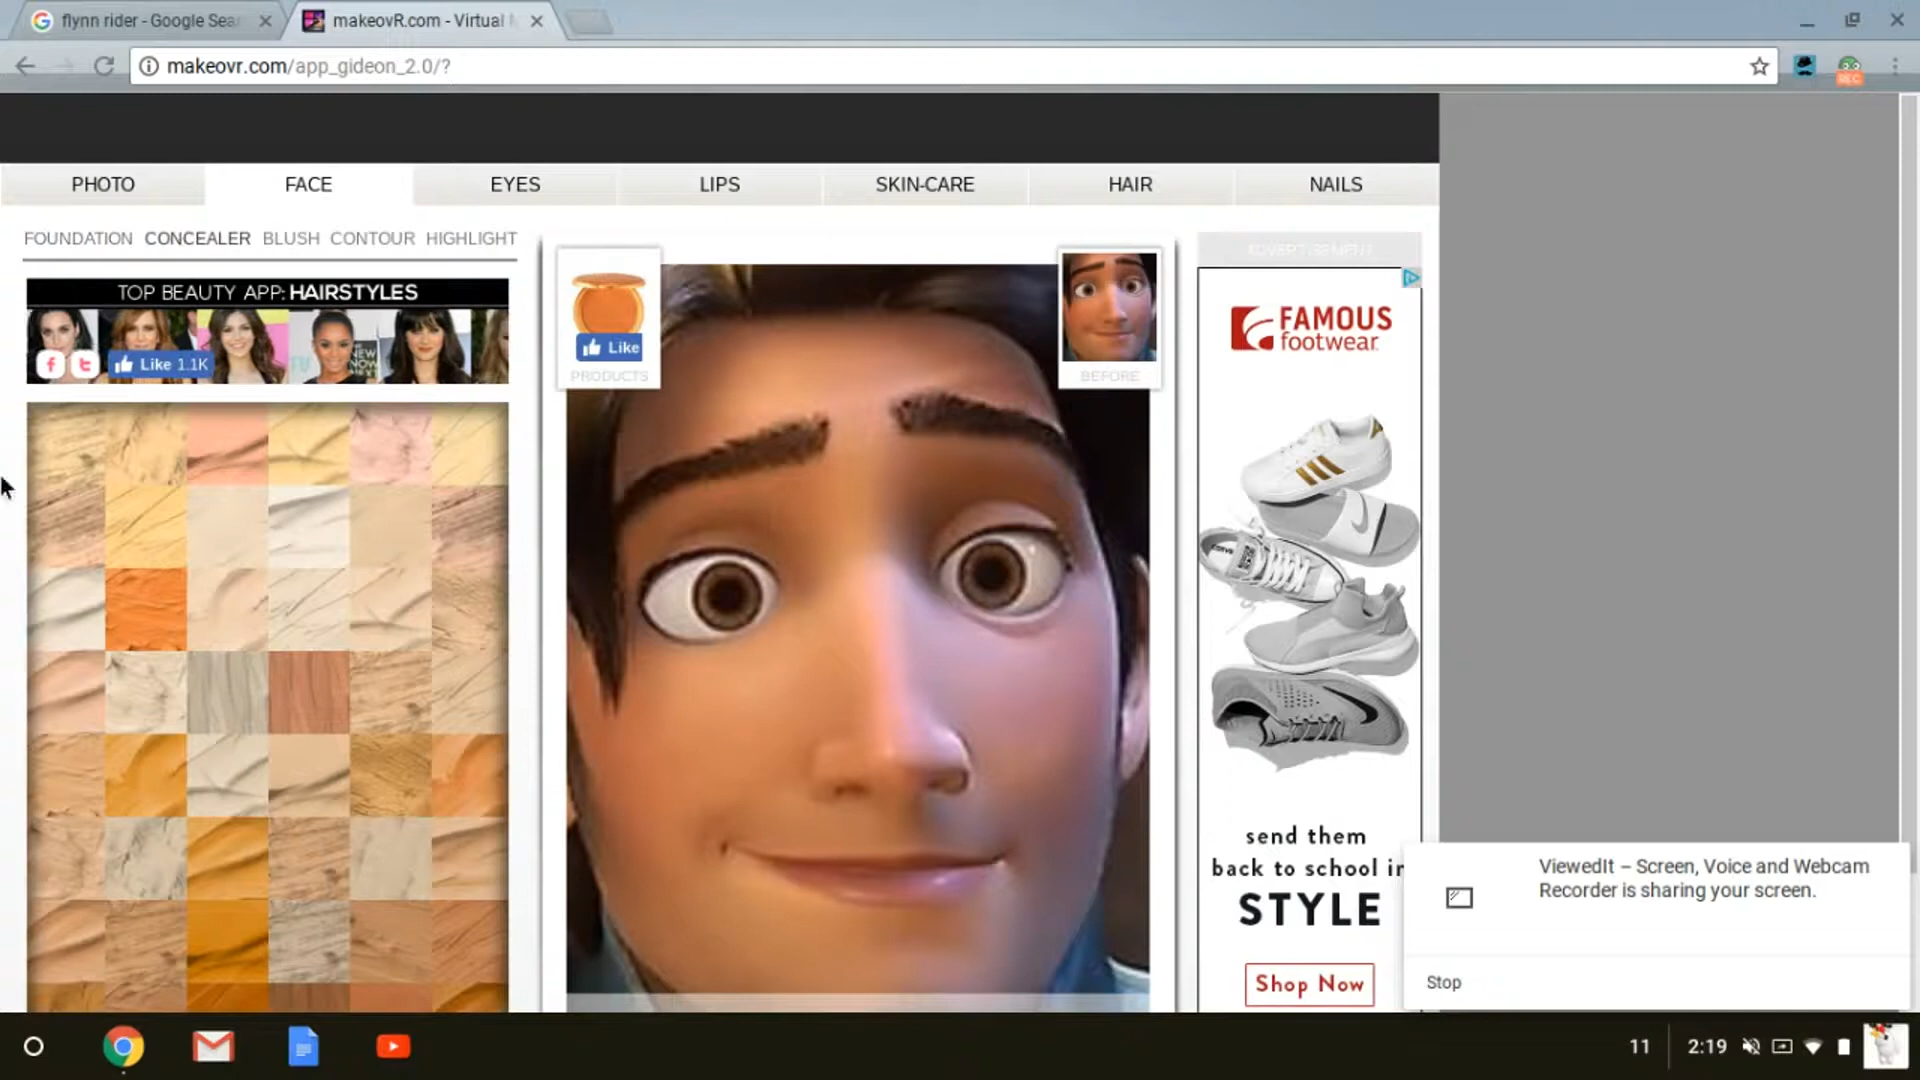 flynn rider - Google Sea
makeovR.com - Virtual
makeovr.com/app_gideon_2.0/?
REC
PHOTO FACE EYES LIPS SKIN-CARE HAIR NAILS
FOUNDATION CONCEALER BLUSH CONTOUR HIGHLIGHT
TOP BEAUTY APP: HAIRSTYLES
Like 1.1K
Like
PRODUCTS
BEFORE
ADVERTISEMENT
FAMOUS
footwear.
send them
back to school in
STYLE
Shop Now
ViewedIt – Screen, Voice and Webcam
Recorder is sharing your screen.
Stop
11 2:19